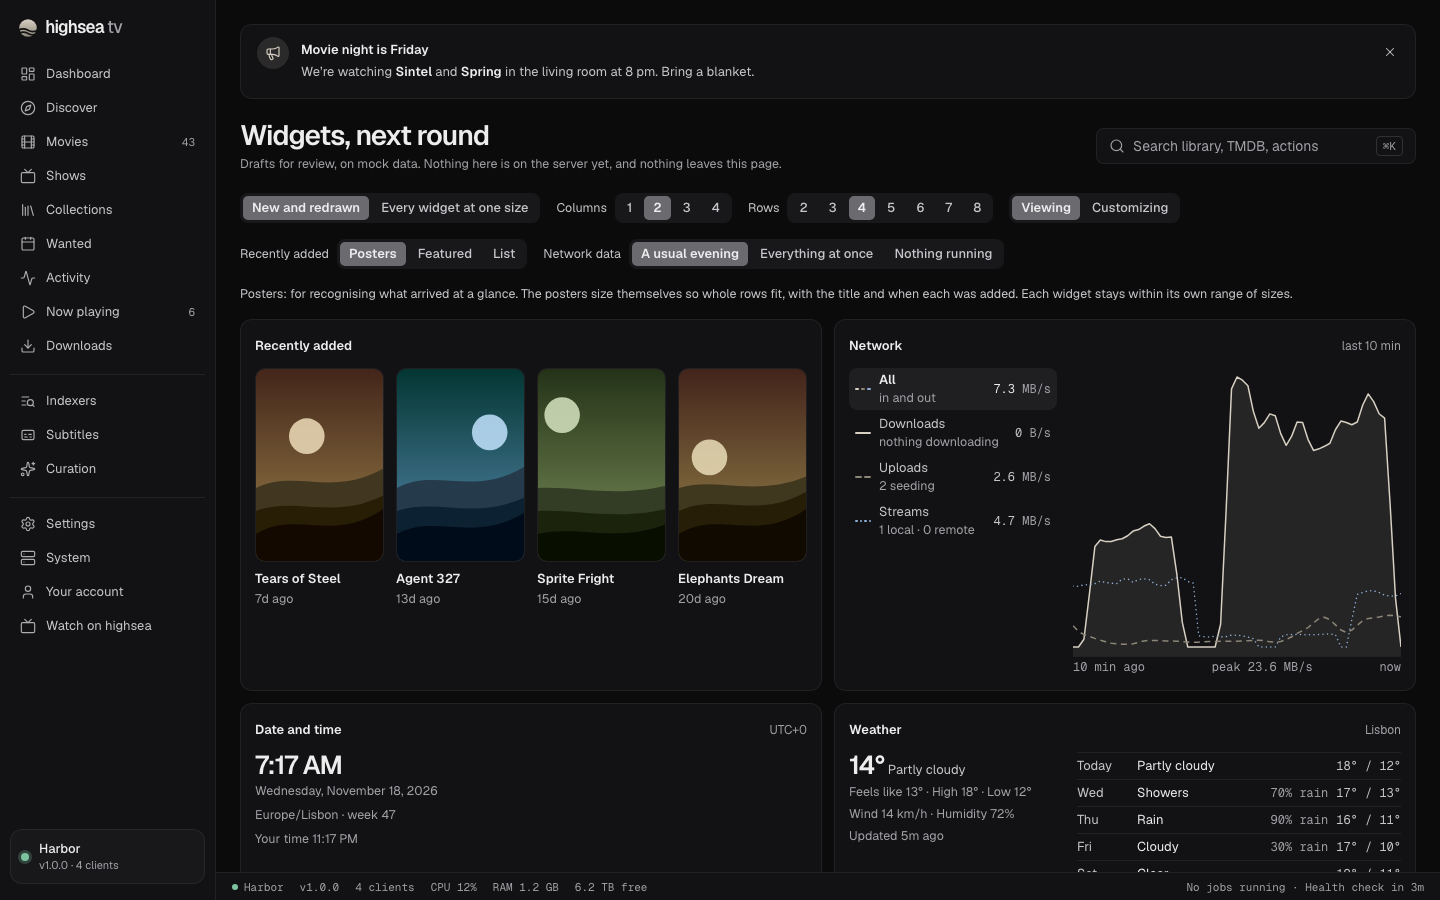 highsea tv
Dashboard
Discover
Movies 43
Shows
Collections
Wanted
Activity
Now playing 6
Downloads
Indexers
Subtitles
Curation
Settings
System
Your account
Watch on highsea
Harbor
v1.0.0 · 4 clients
Movie night is Friday
We're watching Sintel and Spring in the living room at 8 pm. Bring a blanket.
Widgets, next round
Drafts for review, on mock data. Nothing here is on the server yet, and nothing leaves this page.
Search library, TMDB, actions ⌘K
New and redrawn Every widget at one size Columns 1 2 3 4 Rows 2 3 4 5 6 7 8 Viewing Customizing
Recently added Posters Featured List Network data A usual evening Everything at once Nothing running
Posters: for recognising what arrived at a glance. The posters size themselves so whole rows fit, with the title and when each was added. Each widget stays within its own range of sizes.
Recently added
Tears of Steel
7d ago
Agent 327
13d ago
Sprite Fright
15d ago
Elephants Dream
20d ago
Network last 10 min
All 7.3 MB/s
in and out
Downloads 0 B/s
nothing downloading
Uploads 2.6 MB/s
2 seeding
Streams 4.7 MB/s
1 local · 0 remote
10 min ago peak 23.6 MB/s now
Date and time UTC+0
7:17 AM
Wednesday, November 18, 2026
Europe/Lisbon · week 47
Your time 11:17 PM
Weather Lisbon
14° Partly cloudy
Feels like 13° · High 18° · Low 12°
Wind 14 km/h · Humidity 72%
Updated 5m ago
Today Partly cloudy 18° / 12°
Wed Showers 70% rain 17° / 13°
Thu Rain 90% rain 16° / 11°
Fri Cloudy 30% rain 17° / 10°
Harbor v1.0.0 4 clients CPU 12% RAM 1.2 GB 6.2 TB free
No jobs running · Health check in 3m